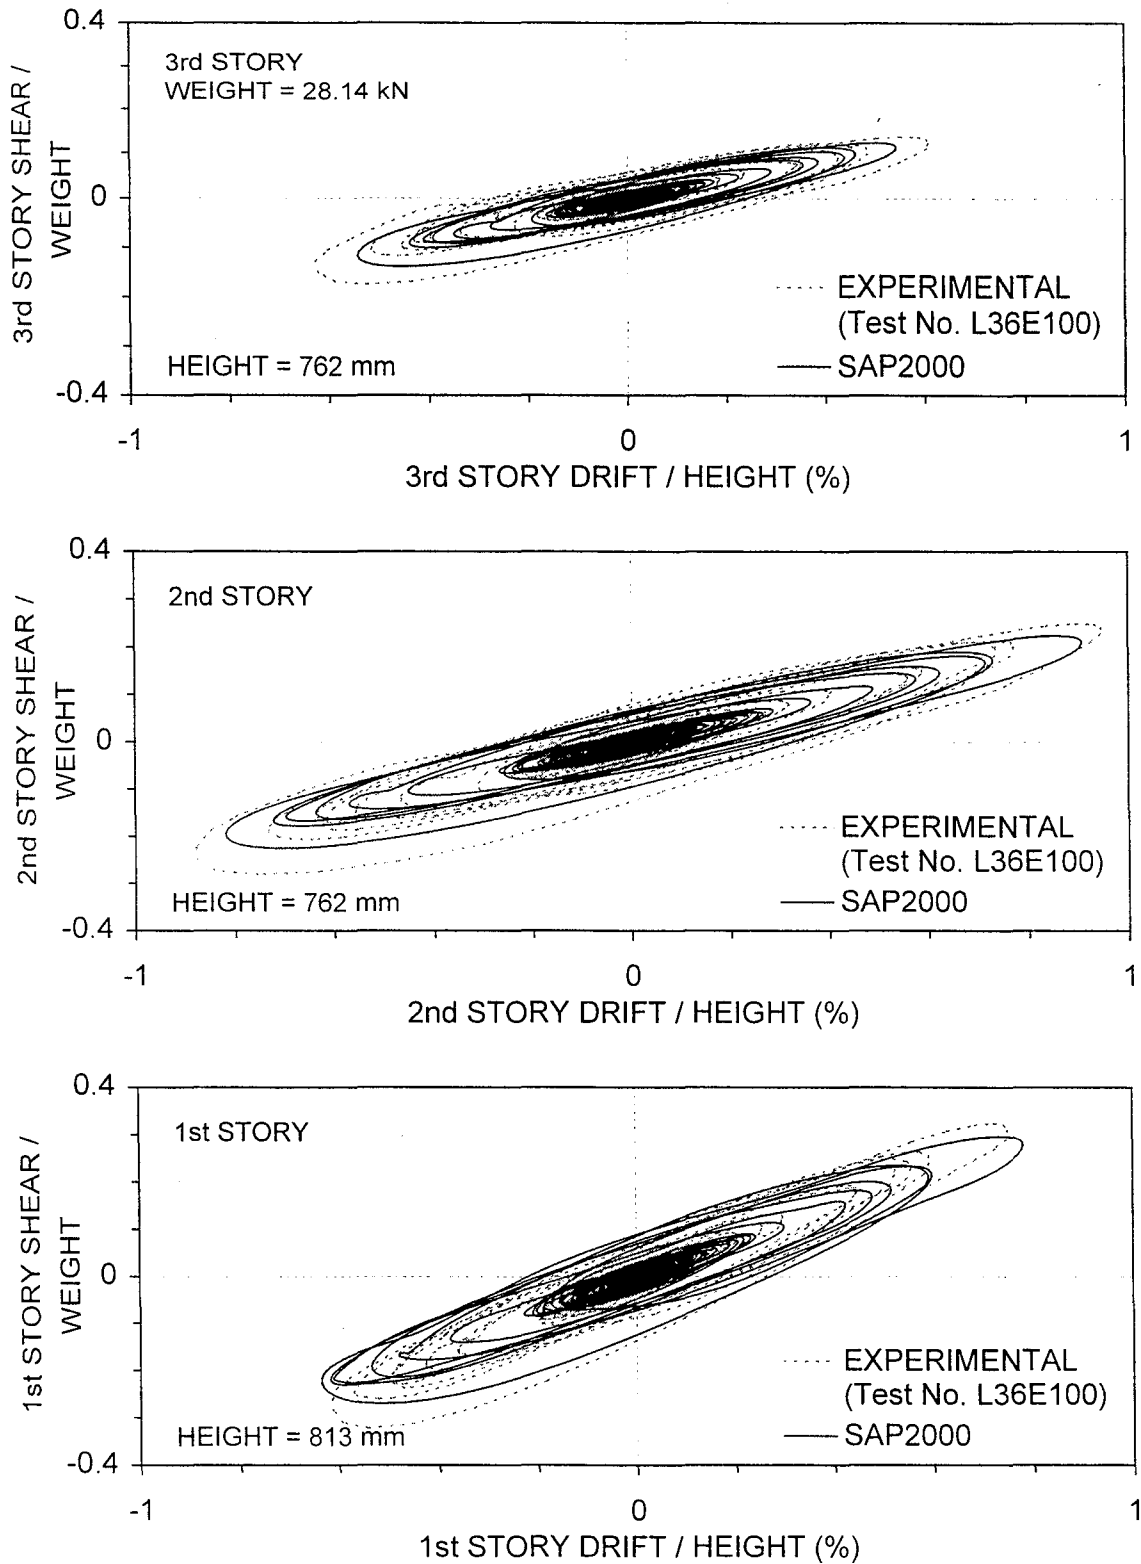 0.4
3rd STORY
WEIGHT = 28.14 kN
3rd STORY SHEAR /
WEIGHT
0
EXPERIMENTAL
(Test No. L36E100)
HEIGHT = 762 mm
SAP2000
-0.4
-1
0
1
3rd STORY DRIFT / HEIGHT (%)
0.4
2nd STORY
2nd STORY SHEAR /
WEIGHT
0
EXPERIMENTAL
(Test No. L36E100)
HEIGHT = 762 mm
SAP2000
-0.4
-1
0
1
2nd STORY DRIFT / HEIGHT (%)
0.4
1st STORY
1st STORY SHEAR /
WEIGHT
0
EXPERIMENTAL
(Test No. L36E100)
HEIGHT = 813 mm
SAP2000
-0.4
-1
0
1
1st STORY DRIFT / HEIGHT (%)